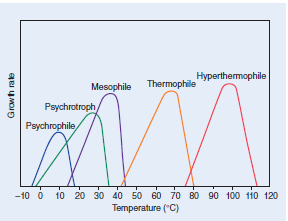 Hyperthermophile
Thermophile
Mesophile
Psychrotroph
Psychrophile
Growth rate
–10 0 10 20 30 40 50 60 70 80 90 100 110 120
Temperature (°C)